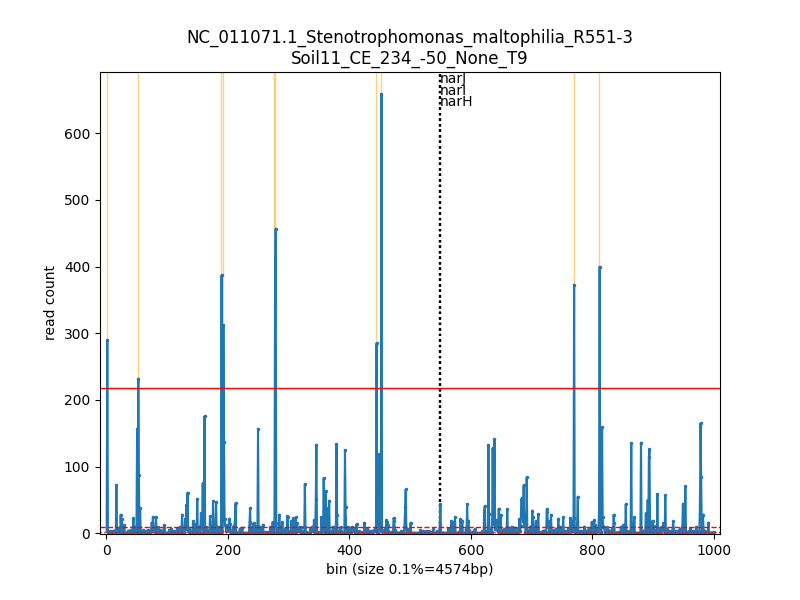 NC_011071.1_Stenotrophomonas_maltophilia_R551-3
Soil11_CE_234_-50_None_T9
narJ
narI
narH
600
500
400
300
200
100
0
read count
0 200 400 600 800 1000
bin (size 0.1%=4574bp)